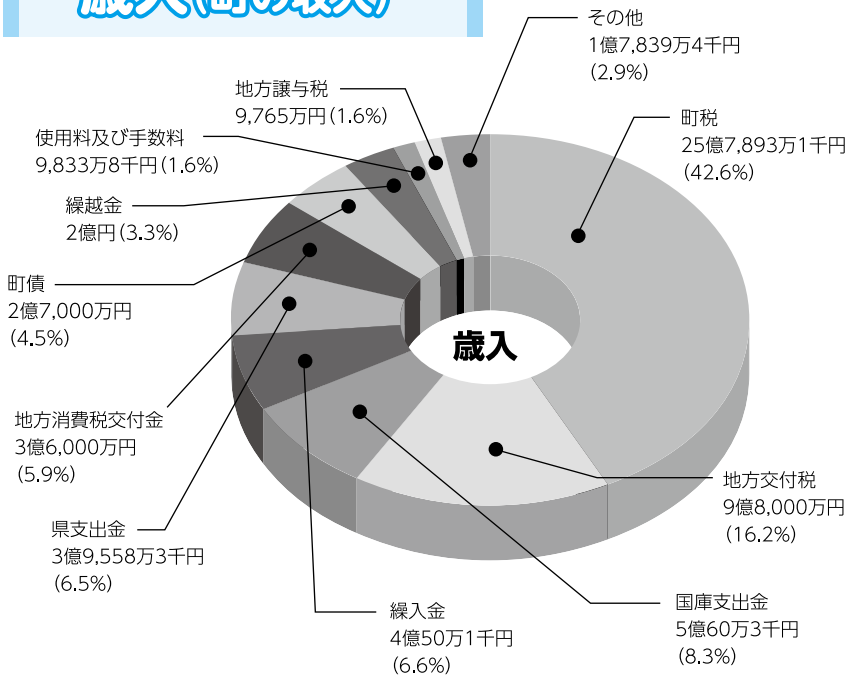 歳入(町の収入)
その他
1億7,839万4千円
(2.9%)
町税
25億7,893万1千円
(42.6%)
地方交付税
9億8,000万円
(16.2%)
国庫支出金
5億60万3千円
(8.3%)
繰入金
4億50万1千円
(6.6%)
県支出金
3億9,558万3千円
(6.5%)
地方消費税交付金
3億6,000万円
(5.9%)
町債
2億7,000万円
(4.5%)
繰越金
2億円(3.3%)
使用料及び手数料
9,833万8千円(1.6%)
地方譲与税
9,765万円(1.6%)
歳入